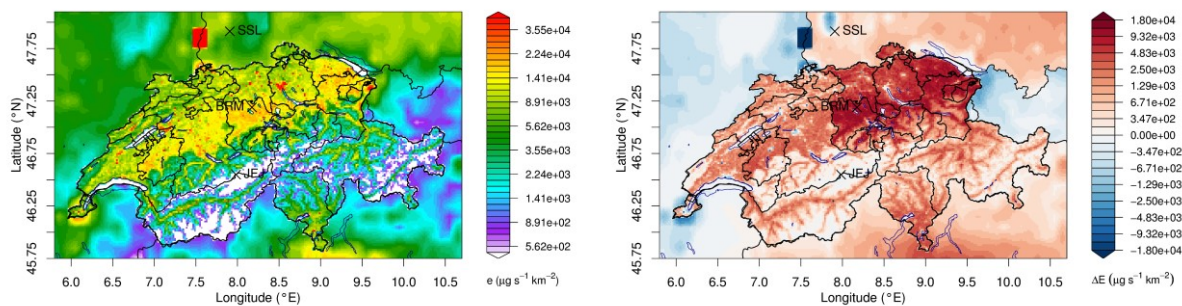 SSL
BRM
JFJ
47.75
47.25
46.75
46.25
45.75
Latitude (°N)
6.0 6.5 7.0 7.5 8.0 8.5 9.0 9.5 10.0 10.5
Longitude (°E)
3.55e+04
2.24e+04
1.41e+04
8.91e+03
5.62e+03
3.55e+03
2.24e+03
1.41e+03
8.91e+02
5.62e+02
e (μg s⁻¹ km⁻²)
SSL
BRM
JFJ
47.75
47.25
46.75
46.25
45.75
Latitude (°N)
6.0 6.5 7.0 7.5 8.0 8.5 9.0 9.5 10.0 10.5
Longitude (°E)
1.80e+04
9.32e+03
4.83e+03
2.50e+03
1.29e+03
6.71e+02
3.47e+02
0.00e+00
−3.47e+02
−6.71e+02
−1.29e+03
−2.50e+03
−4.83e+03
−9.32e+03
−1.80e+04
ΔE (μg s⁻¹ km⁻²)